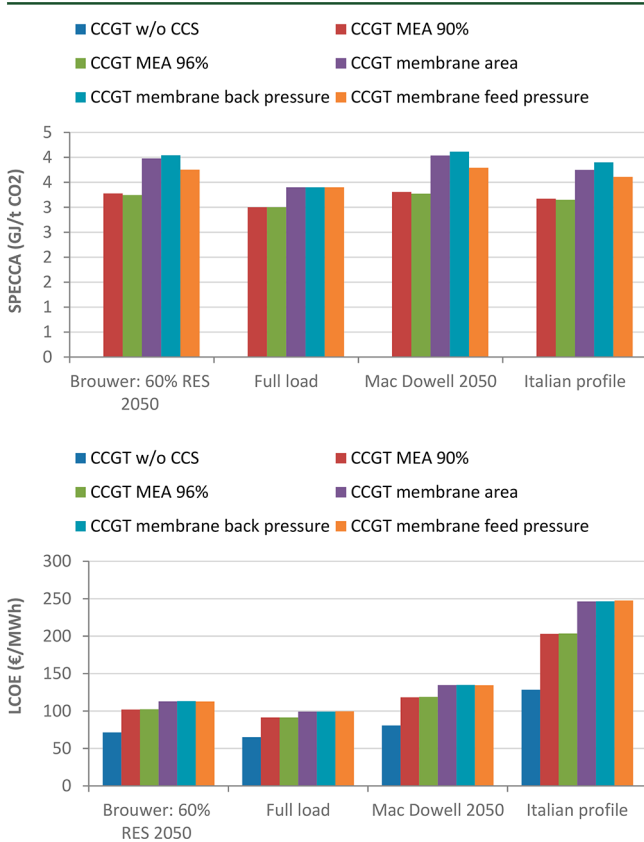 CCGT w/o CCS CCGT MEA 90%
CCGT MEA 96% CCGT membrane area
CCGT membrane back pressure CCGT membrane feed pressure
SPECCA (GJ/t CO2)
5
4
4
3
3
2
2
1
1
0
Brouwer: 60% RES 2050
Full load
Mac Dowell 2050
Italian profile
CCGT w/o CCS CCGT MEA 90%
CCGT MEA 96% CCGT membrane area
CCGT membrane back pressure CCGT membrane feed pressure
LCOE (€/MWh)
300
250
200
150
100
50
0
Brouwer: 60%
RES 2050
Full load
Mac Dowell 2050
Italian profile